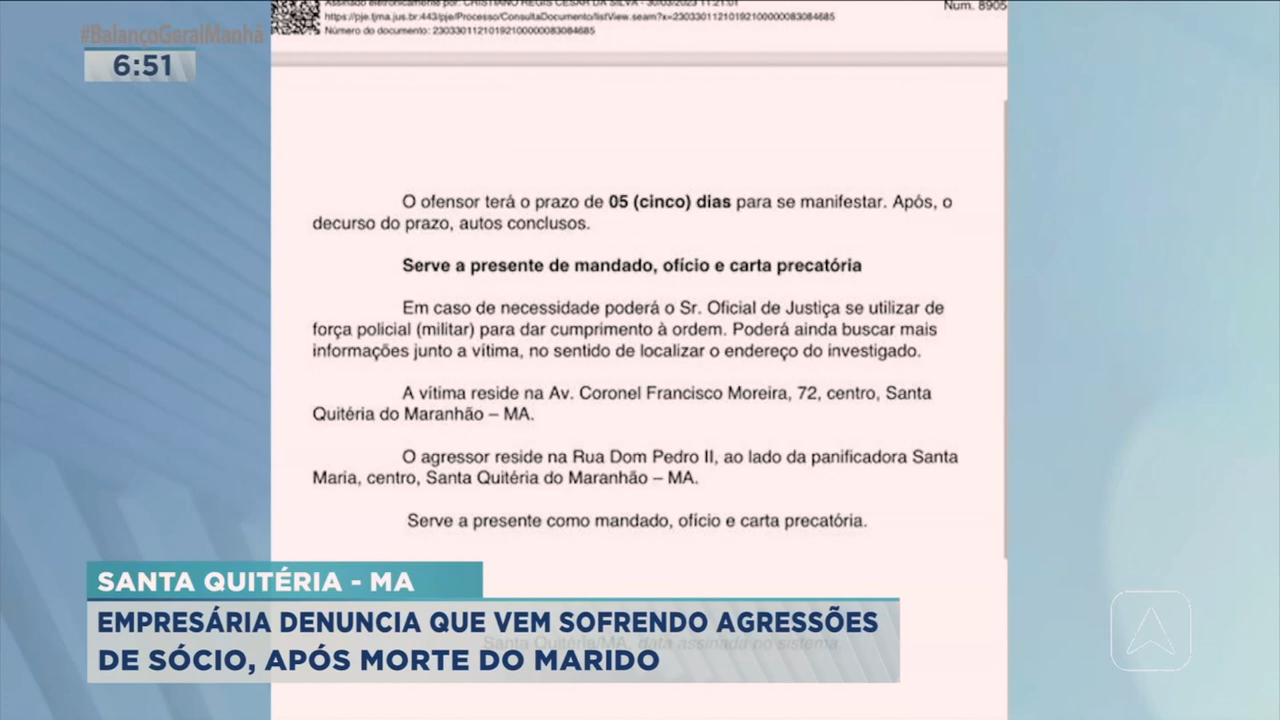 #BalançoGeralManhã
6:51
Assinado eletronicamente por: CRISTIANO REGIS CESAR DA SILVA - 30/03/2023 11:21:01
https://pje.tjma.jus.br:443/pje/Processo/ConsultaDocumento/listView.seam?x=23033011210192100000083084685
Número do documento: 23033011210192100000083084685
Num. 8905
O ofensor terá o prazo de 05 (cinco) dias para se manifestar. Após, o
decurso do prazo, autos conclusos.
Serve a presente de mandado, ofício e carta precatória
Em caso de necessidade poderá o Sr. Oficial de Justiça se utilizar de
força policial (militar) para dar cumprimento à ordem. Poderá ainda buscar mais
informações junto a vítima, no sentido de localizar o endereço do investigado.
A vítima reside na Av. Coronel Francisco Moreira, 72, centro, Santa
Quitéria do Maranhão – MA.
O agressor reside na Rua Dom Pedro II, ao lado da panificadora Santa
Maria, centro, Santa Quitéria do Maranhão – MA.
Serve a presente como mandado, ofício e carta precatória.
SANTA QUITÉRIA - MA
EMPRESÁRIA DENUNCIA QUE VEM SOFRENDO AGRESSÕES
Santa Quitéria/MA, data assinada no sistema
DE SÓCIO, APÓS MORTE DO MARIDO